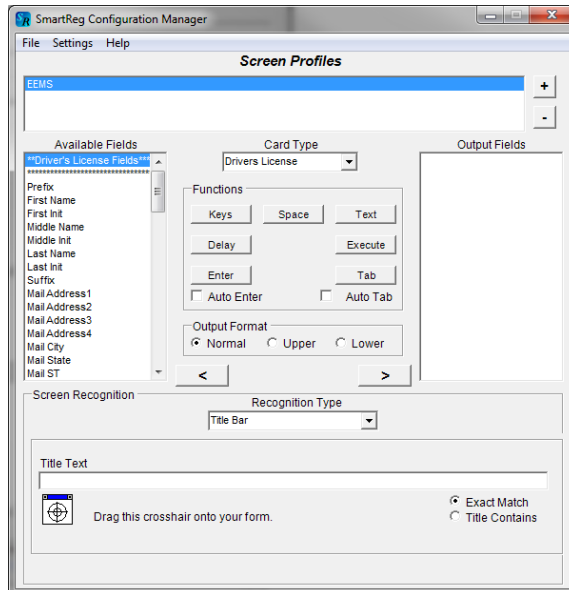 SmartReg Configuration Manager
File Settings Help
Screen Profiles
EEMS
+
-
Available Fields
**Driver's License Fields***
**********************************
Prefix
First Name
First Init
Middle Name
Middle Init
Last Name
Last Init
Suffix
Mail Address1
Mail Address2
Mail Address3
Mail Address4
Mail City
Mail State
Mail ST
Card Type
Drivers License
Functions
Keys Space Text
Delay Execute
Enter Tab
Auto Enter Auto Tab
Output Format
Normal Upper Lower
< >
Output Fields
Screen Recognition
Recognition Type
Title Bar
Title Text
Drag this crosshair onto your form.
Exact Match
Title Contains